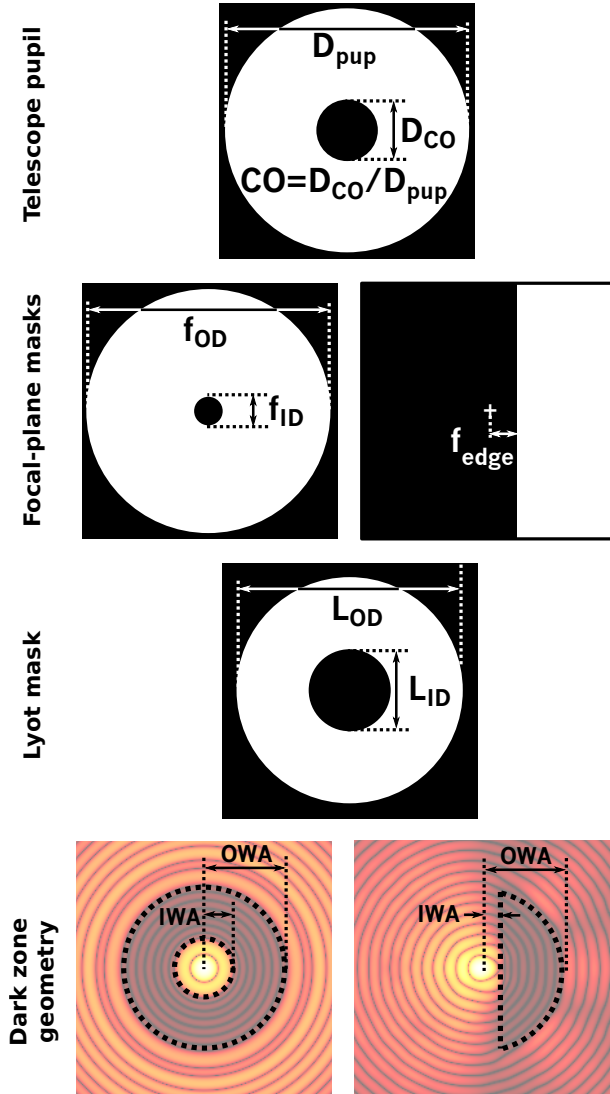 Telescope pupil
D_pup
D_CO
CO=D_CO/D_pup
Focal-plane masks
f_OD
f_ID
f_edge
Lyot mask
L_OD
L_ID
Dark zone
geometry
OWA
IWA
OWA
IWA